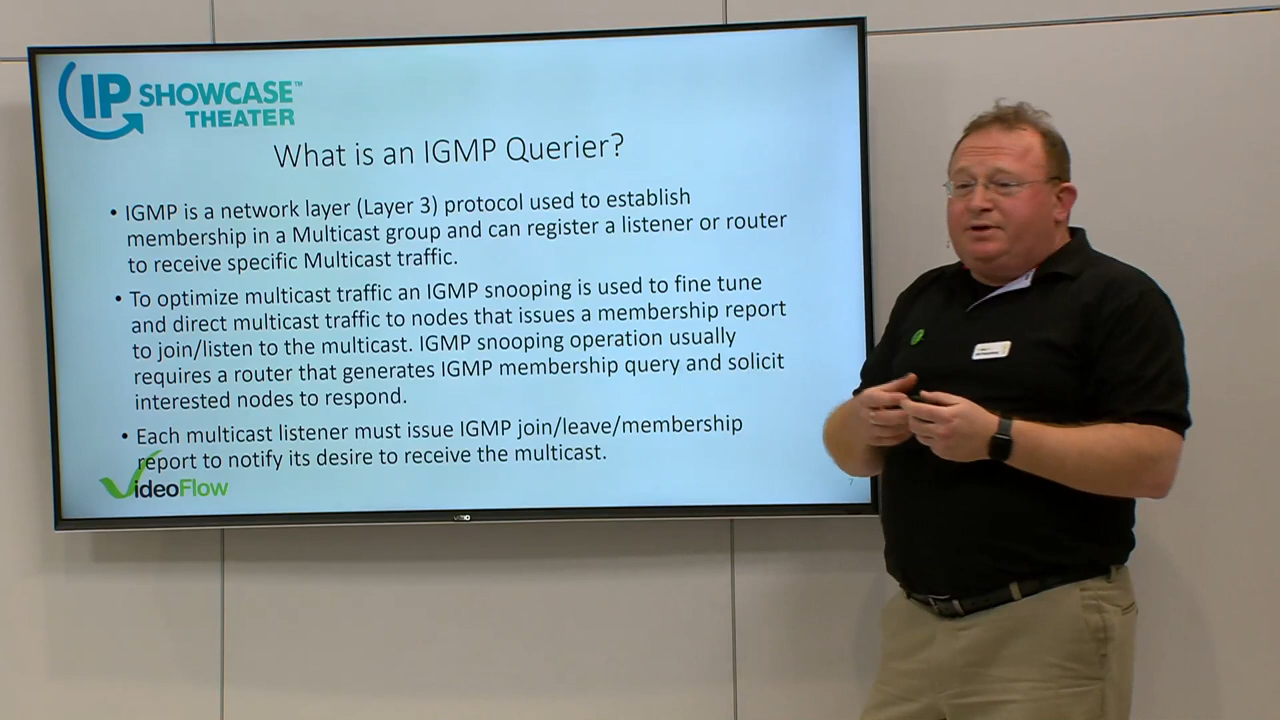 IP SHOWCASE™
THEATER
What is an IGMP Querier?
• IGMP is a network layer (Layer 3) protocol used to establish
membership in a Multicast group and can register a listener or router
to receive specific Multicast traffic.
• To optimize multicast traffic an IGMP snooping is used to fine tune
and direct multicast traffic to nodes that issues a membership report
to join/listen to the multicast. IGMP snooping operation usually
requires a router that generates IGMP membership query and solicit
interested nodes to respond.
• Each multicast listener must issue IGMP join/leave/membership
report to notify its desire to receive the multicast.
VideoFlow
7
VIZIO